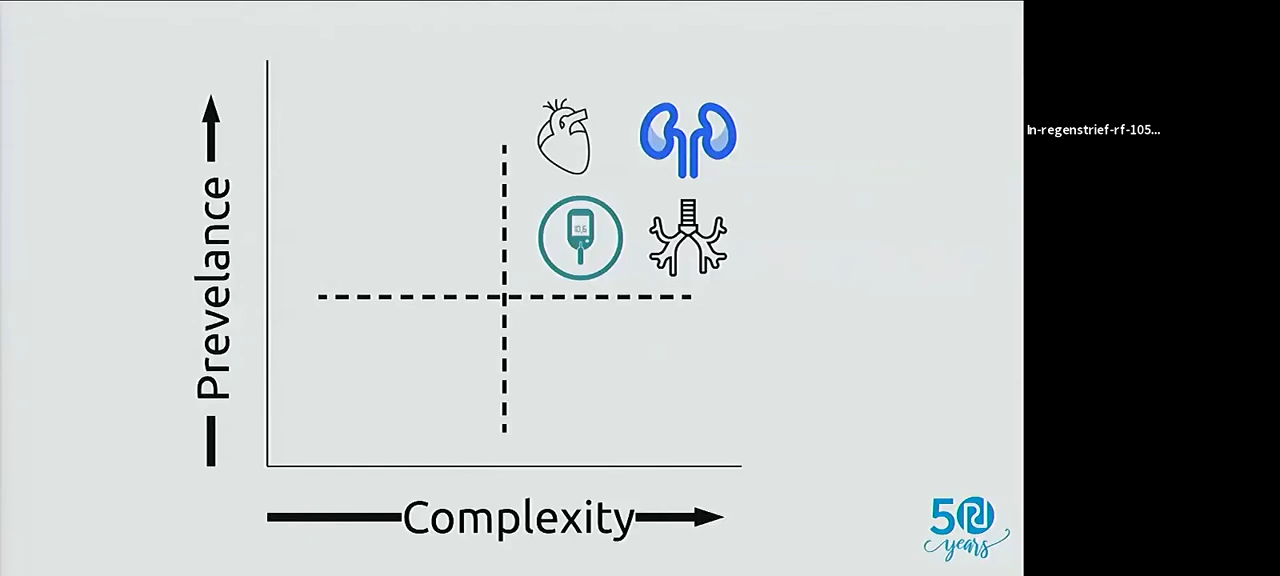 Prevelance
10,6
Complexity
In-regenstrief-rf-105...
50
years